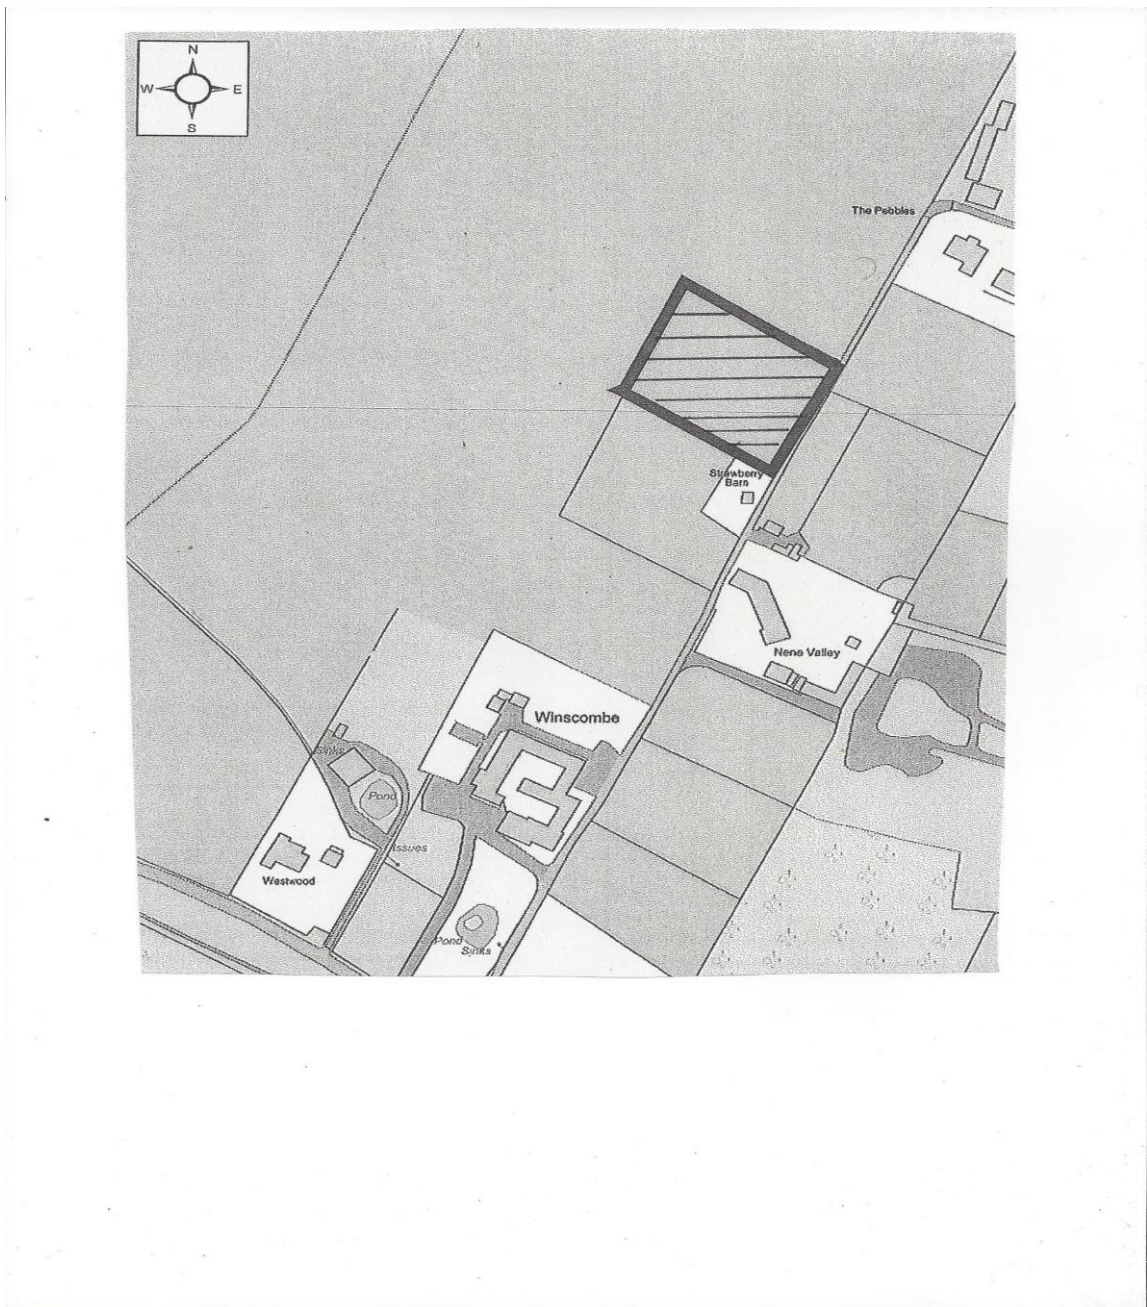 N
W
E
S
The Pebbles
Strawberry
Barn
Nene Valley
Winscombe
Sinks
Pond
Issues
Westwood
Pond
Sinks